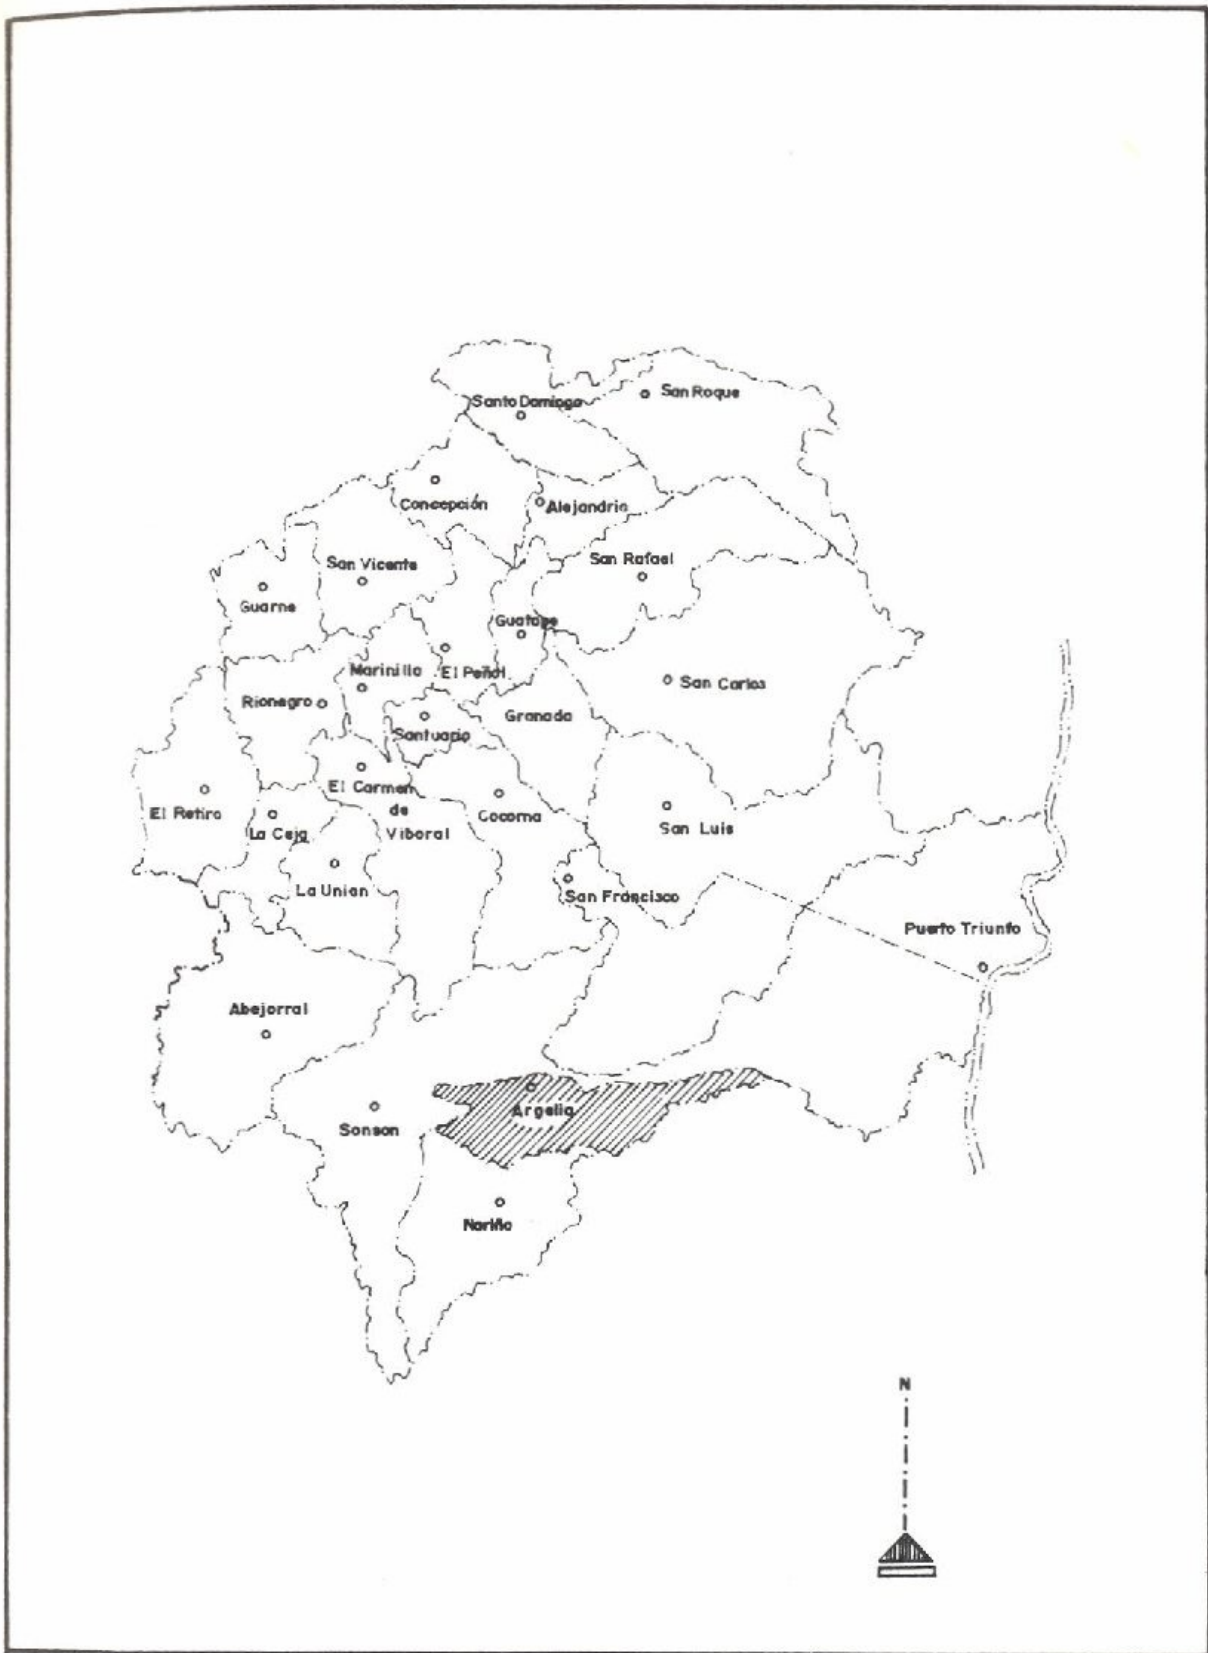 Santo Domingo
San Roque
Concepción
Alejandria
San Vicente
San Rafael
Guarne
Guatape
Marinilla
El Peñol
San Carlos
Rionegro
Granada
Santuario
El Carmen
de
Viboral
El Retiro
La Ceja
Cocorna
San Luis
La Union
San Francisco
Puerto Triunfo
Abejorral
Argelia
Sonson
Nariño
N